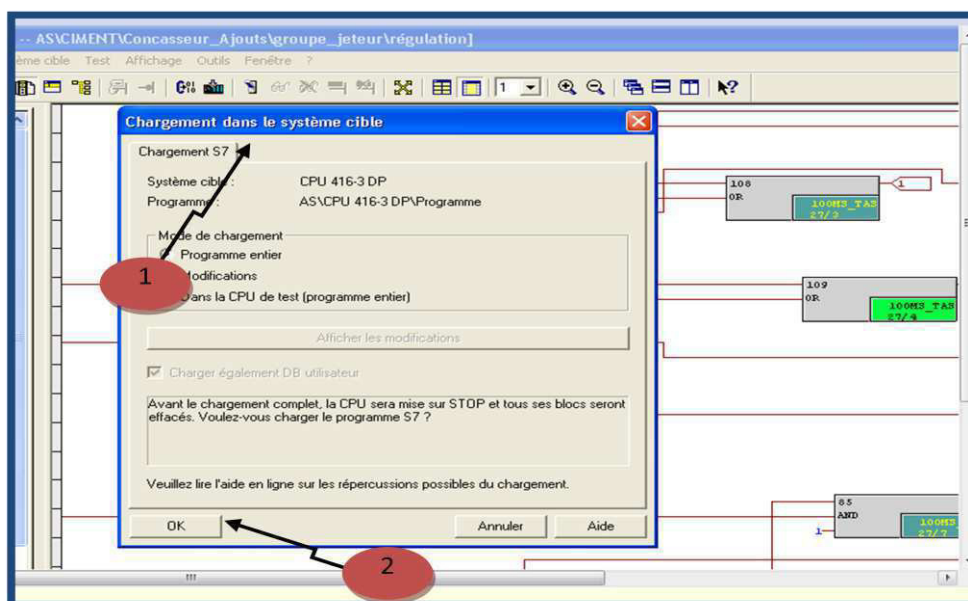 -- AS\CIMENT\Concasseur_Ajouts\groupe_jeteur\régulation]
ème cible Test Affichage Outils Fenêtre ?
1
Chargement dans le système cible
Chargement S7
Système cible : CPU 416-3 DP
Programme : AS\CPU 416-3 DP\Programme
Mode de chargement
Programme entier
Modifications
Dans la CPU de test (programme entier)
Afficher les modifications
Charger également DB utilisateur
Avant le chargement complet, la CPU sera mise sur STOP et tous ses blocs seront
effacés. Voulez-vous charger le programme S7 ?
Veuillez lire l'aide en ligne sur les répercussions possibles du chargement.
OK Annuler Aide
1
2
108
OR
100MS_TAS
27/3
1
109
OR
100MS_TAS
27/4
85
AND
100MS
27/7
1